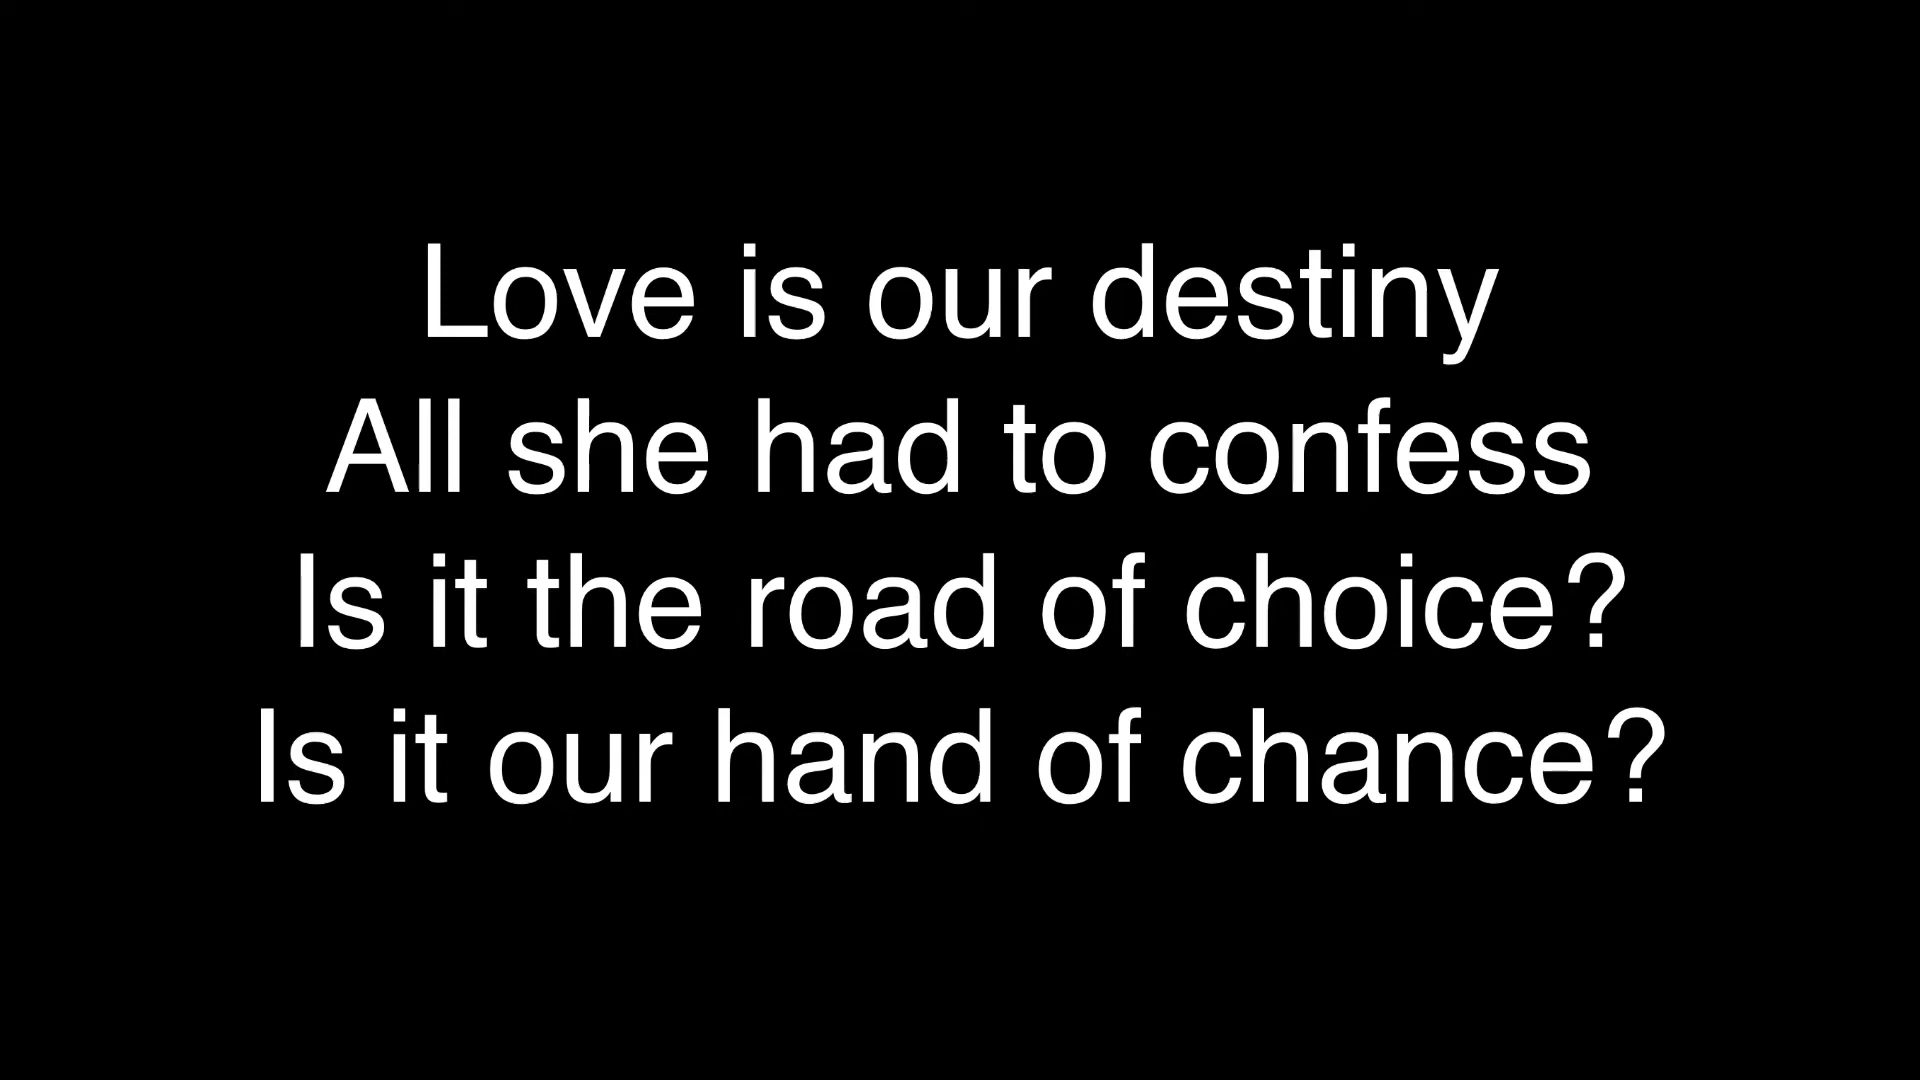 Love is our destiny
All she had to confess
Is it the road of choice?
Is it our hand of chance?